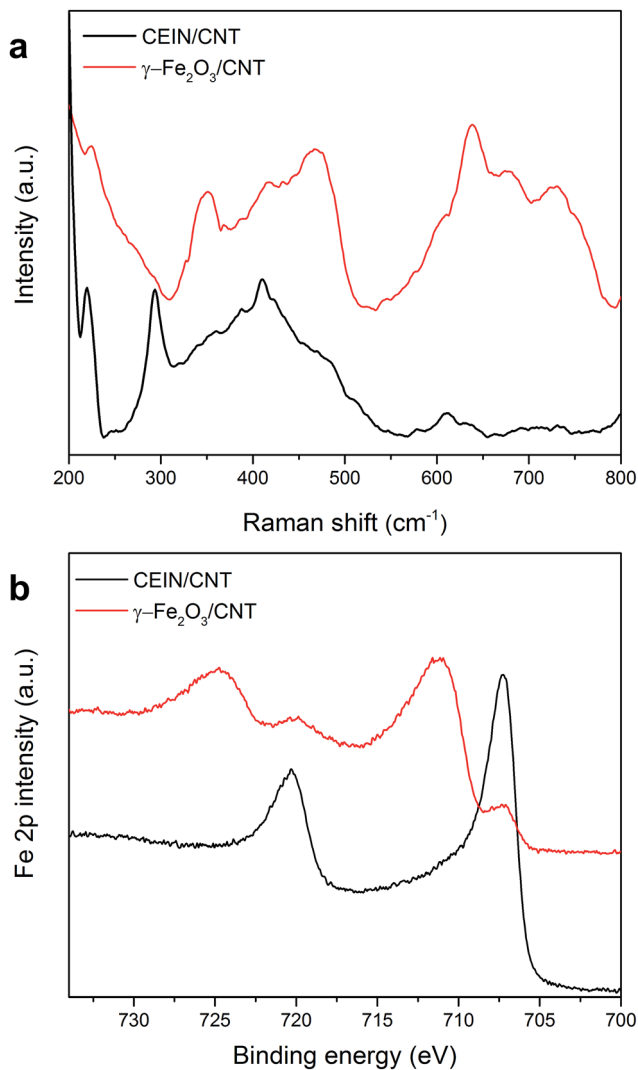 a
CEIN/CNT
γ–Fe₂O₃/CNT
Intensity (a.u.)
200 300 400 500 600 700 800
Raman shift (cm⁻¹)
b
CEIN/CNT
γ–Fe₂O₃/CNT
Fe 2p intensity (a.u.)
730 725 720 715 710 705 700
Binding energy (eV)